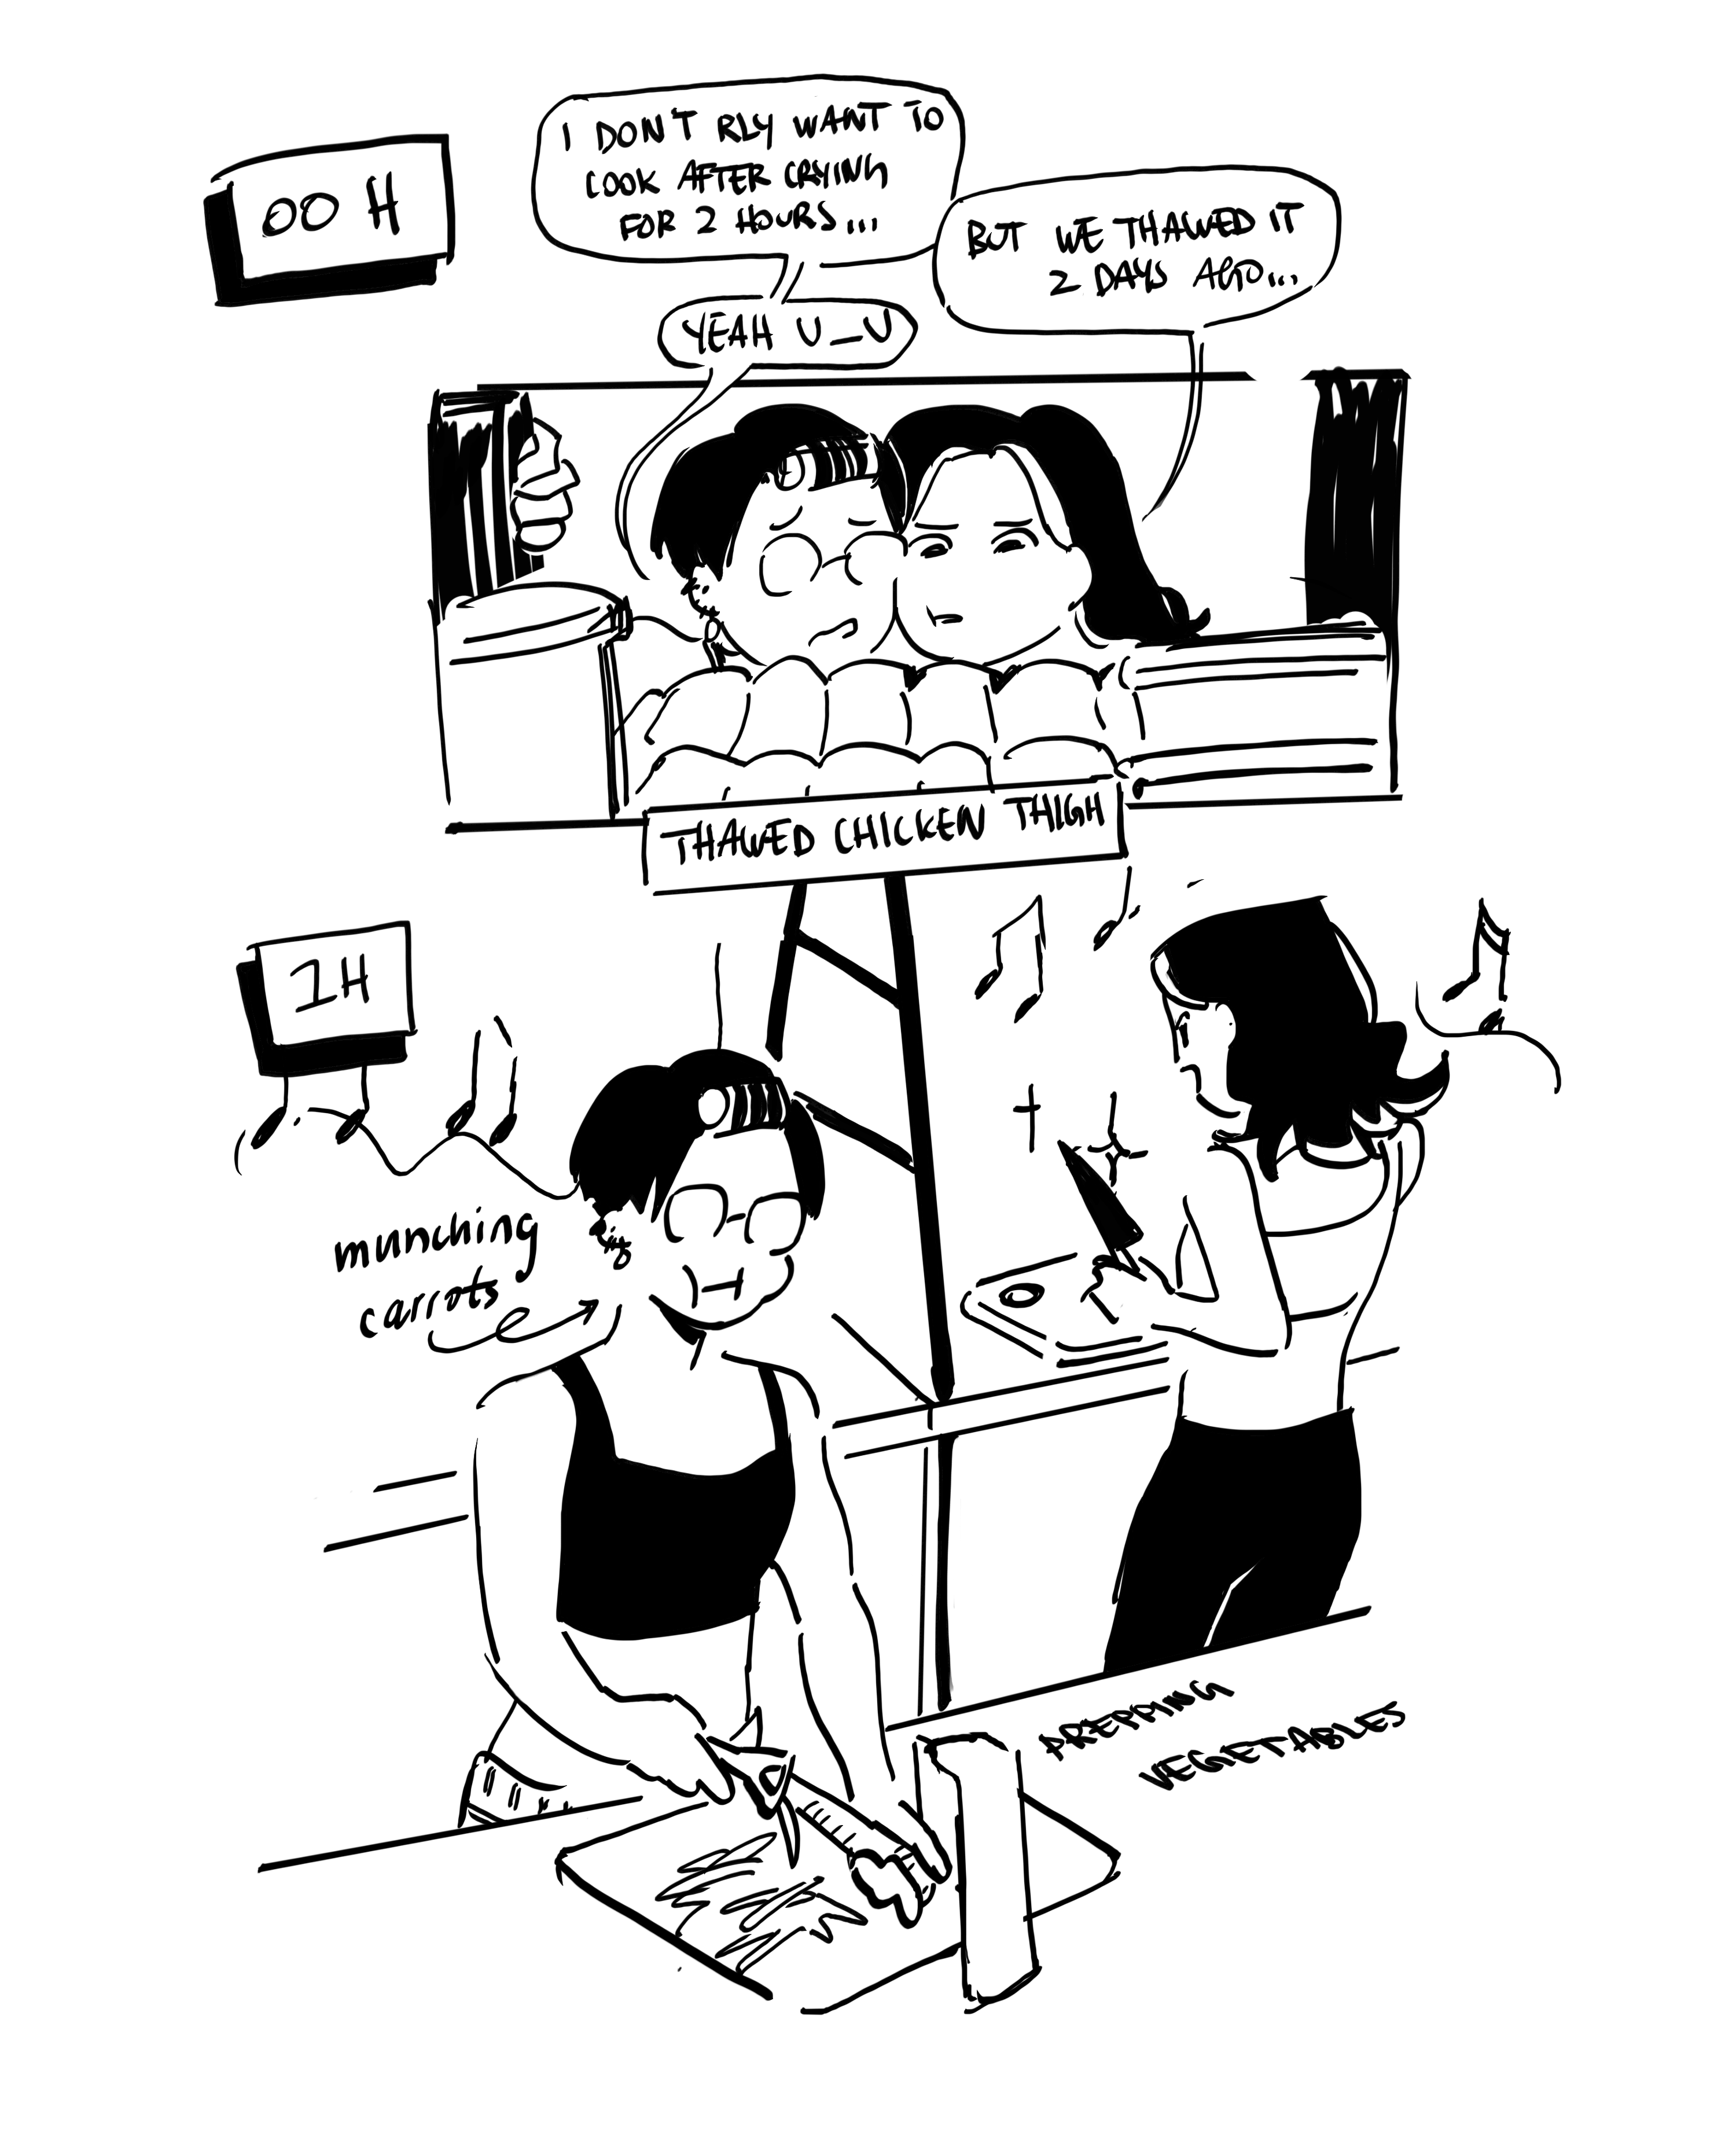 00 H
I DON'T RLY WANT TO
LOOK AFTER CRYING
FOR 2 HOURS...
BUT WE THAWED IT
2 DAYS AGO...
YEAH U_U
THAWED CHICKEN THIGH
1H
munching
carrots
PREPPING
VEGETABLES